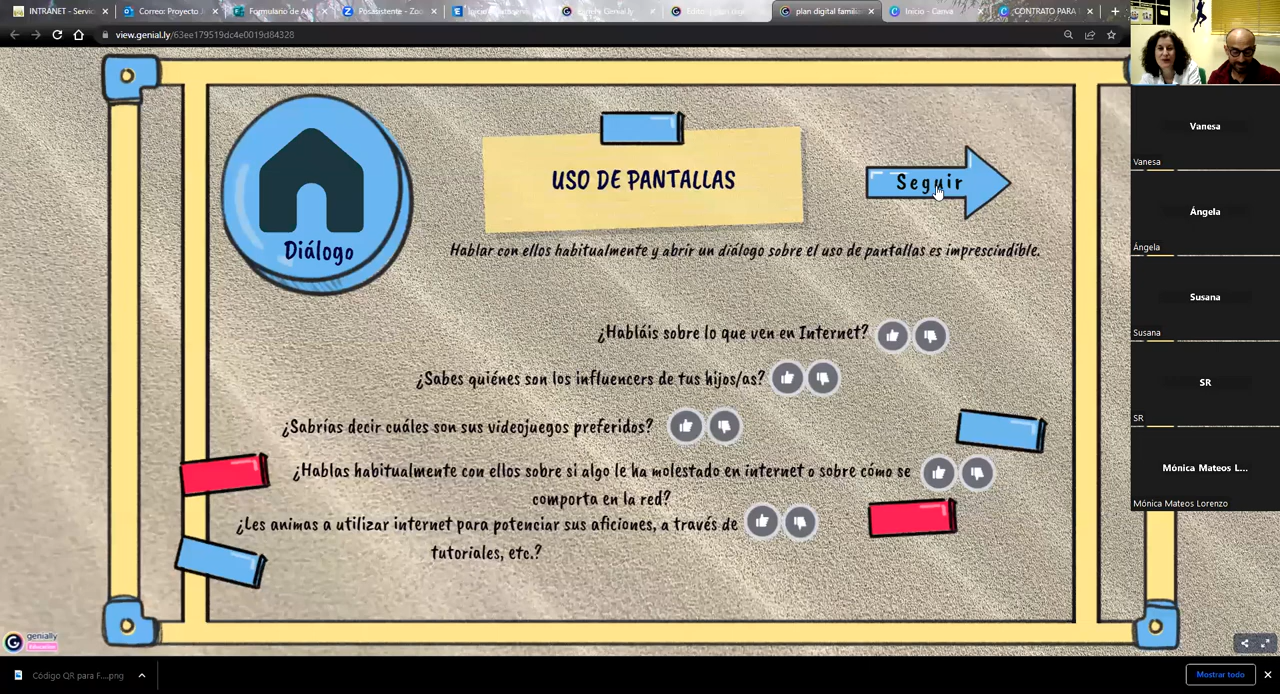 INTRANET - Servic
Correo: Proyecto J
Formulario de
Zoo
plan digital familia
Inicio - Canva
CONTRATO PARA
view.genial.ly/63ee179519dc4e0019d84328
Diálogo
USO DE PANTALLAS
Seguir
Hablar con ellos habitualmente y abrir un diálogo sobre el uso de pantallas es imprescindible.
¿Habláis sobre lo que ven en Internet?
¿Sabes quiénes son los influencers de tus hijos/as?
¿Sabrías decir cuáles son sus videojuegos preferidos?
¿Hablas habitualmente con ellos sobre si algo le ha molestado en internet o sobre cómo se
comporta en la red?
¿Les animas a utilizar internet para potenciar sus aficiones, a través de
tutoriales, etc.?
Vanesa
Vanesa
Ángela
Ángela
Susana
Susana
SR
SR
Mónica Mateos L...
Mónica Mateos Lorenzo
genially
Education
Código QR para F....png
Mostrar todo